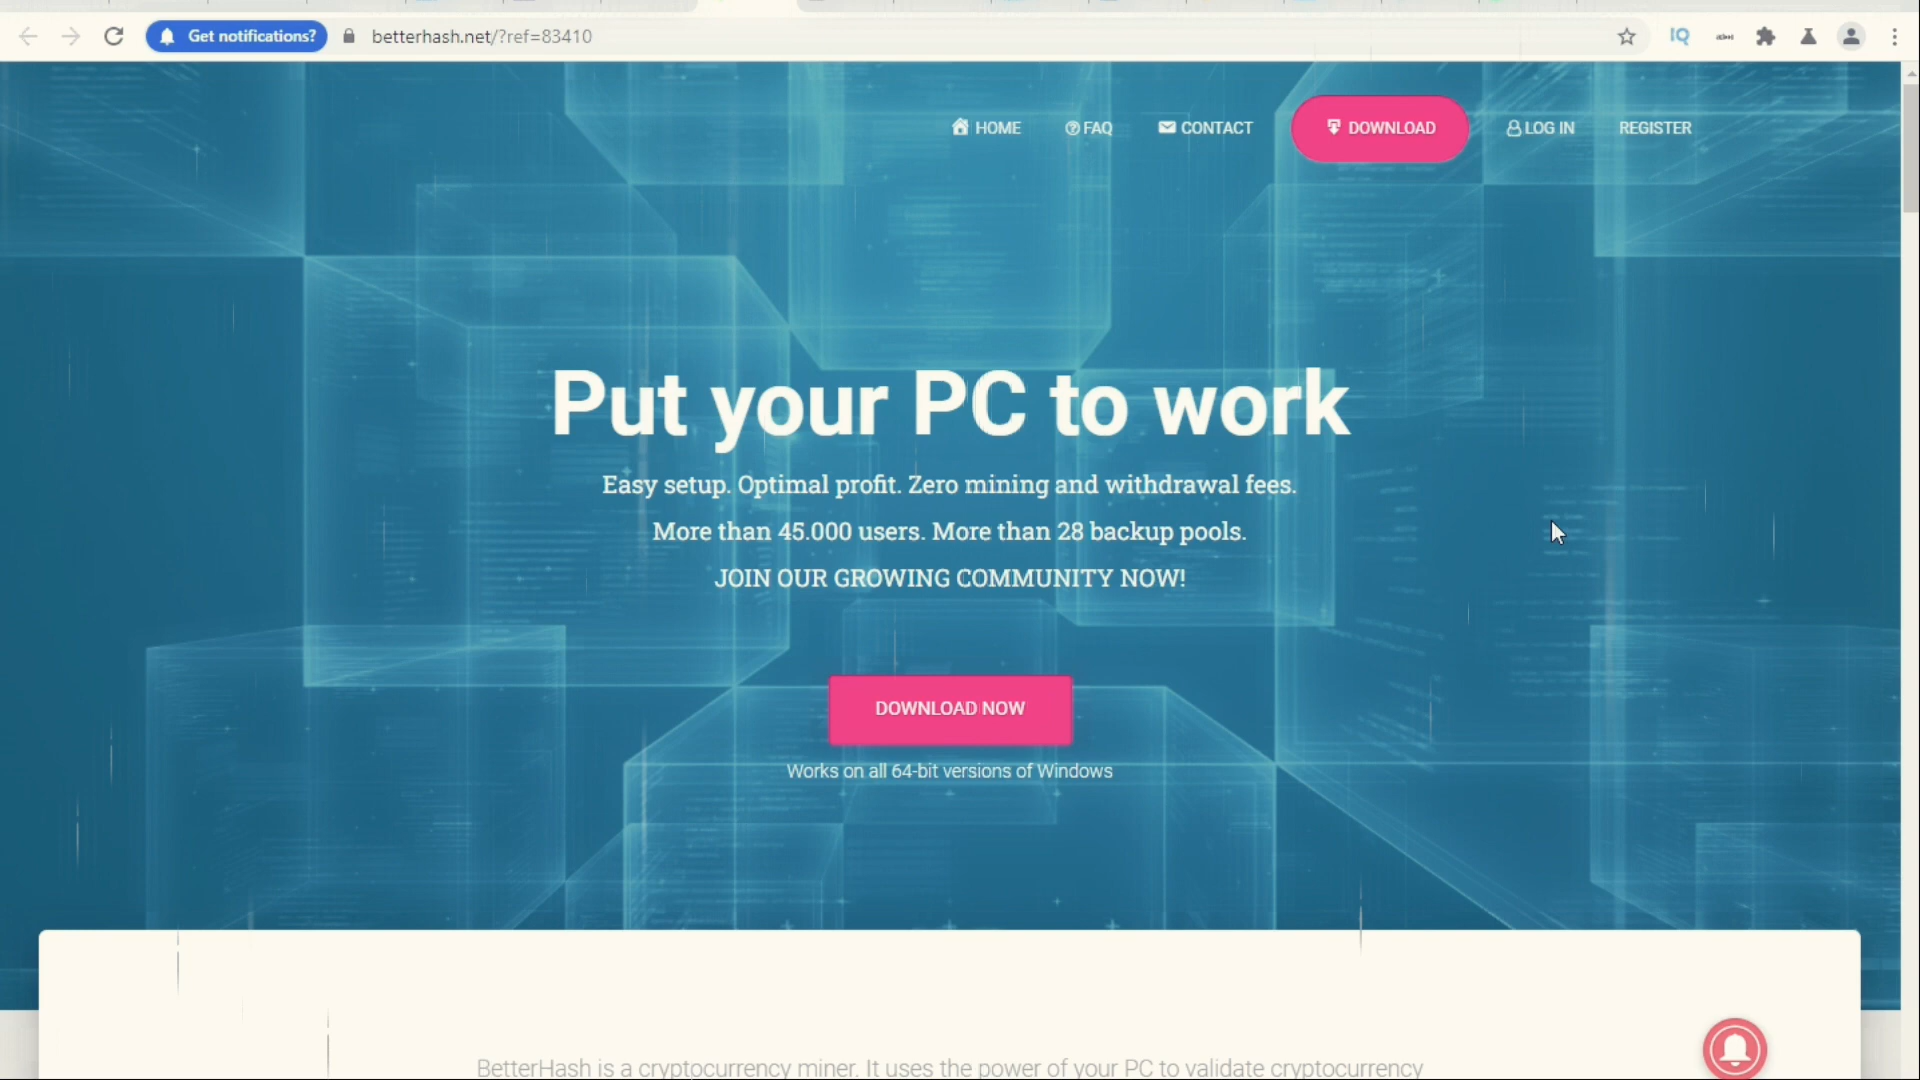 Get notifications?
betterhash.net/?ref=83410
IQ
HOME
FAQ
CONTACT
DOWNLOAD
LOG IN
REGISTER
Put your PC to work
Easy setup. Optimal profit. Zero mining and withdrawal fees.
More than 45.000 users. More than 28 backup pools.
JOIN OUR GROWING COMMUNITY NOW!
DOWNLOAD NOW
Works on all 64-bit versions of Windows
BetterHash is a cryptocurrency miner. It uses the power of your PC to validate cryptocurrency